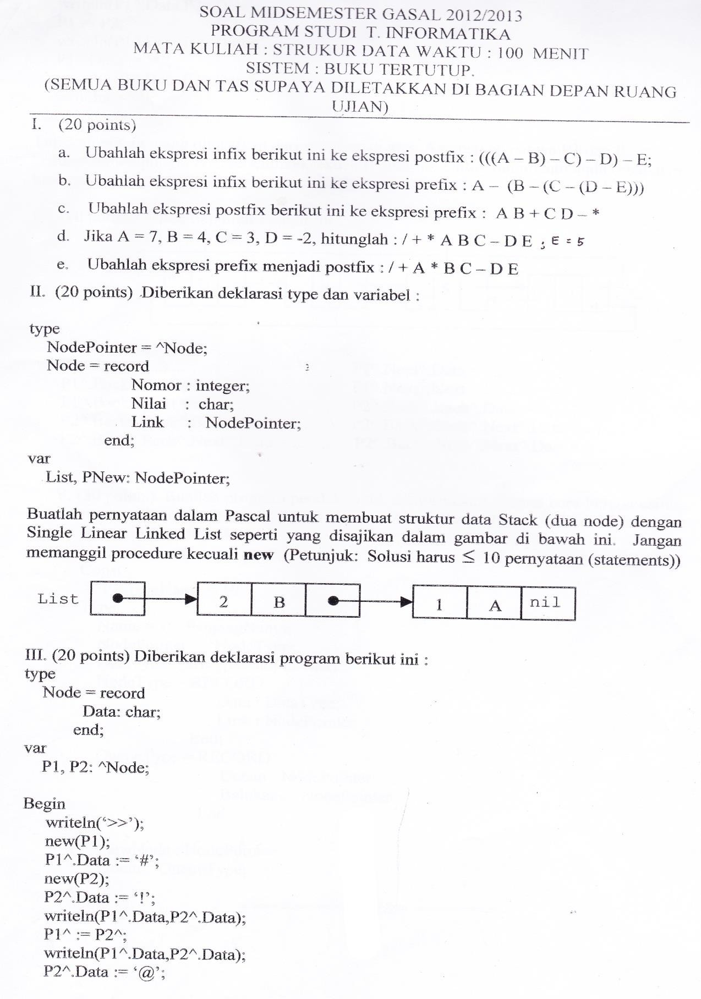 SOAL MIDSEMESTER GASAL 2012/2013
PROGRAM STUDI T. INFORMATIKA
MATA KULIAH : STRUKUR DATA WAKTU : 100 MENIT
SISTEM : BUKU TERTUTUP.
(SEMUA BUKU DAN TAS SUPAYA DILETAKKAN DI BAGIAN DEPAN RUANG
UJIAN)
I. (20 points)
a. Ubahlah ekspresi infix berikut ini ke ekspresi postfix : (((A – B) – C) – D) – E;
b. Ubahlah ekspresi infix berikut ini ke ekspresi prefix : A – (B – (C – (D – E)))
c. Ubahlah ekspresi postfix berikut ini ke ekspresi prefix : A B + C D – *
d. Jika A = 7, B = 4, C = 3, D = -2, hitunglah : / + * A B C – D E ; E = 5
e. Ubahlah ekspresi prefix menjadi postfix : / + A * B C – D E
II. (20 points) Diberikan deklarasi type dan variabel :
type
NodePointer = ^Node;
Node = record
Nomor : integer;
Nilai : char;
Link : NodePointer;
end;
var
List, PNew: NodePointer;
Buatlah pernyataan dalam Pascal untuk membuat struktur data Stack (dua node) dengan
Single Linear Linked List seperti yang disajikan dalam gambar di bawah ini. Jangan
memanggil procedure kecuali new (Petunjuk: Solusi harus ≤ 10 pernyataan (statements))
List 2 B 1 A nil
III. (20 points) Diberikan deklarasi program berikut ini :
type
Node = record
Data: char;
end;
var
P1, P2: ^Node;
Begin
writeln(‘>>’);
new(P1);
P1^.Data := ‘#’;
new(P2);
P2^.Data := ‘!’;
writeln(P1^.Data,P2^.Data);
P1^ := P2^;
writeln(P1^.Data,P2^.Data);
P2^.Data := ‘@’;